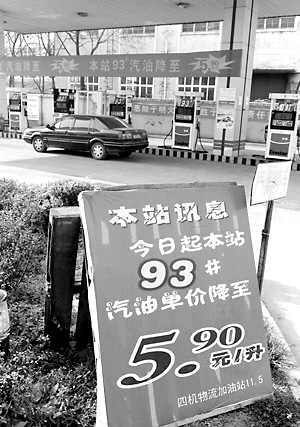 本站93#汽油降至
93
本站讯息
今日起本站
93#
汽油单价降至
5.90元/升
四机物流加油站11.5